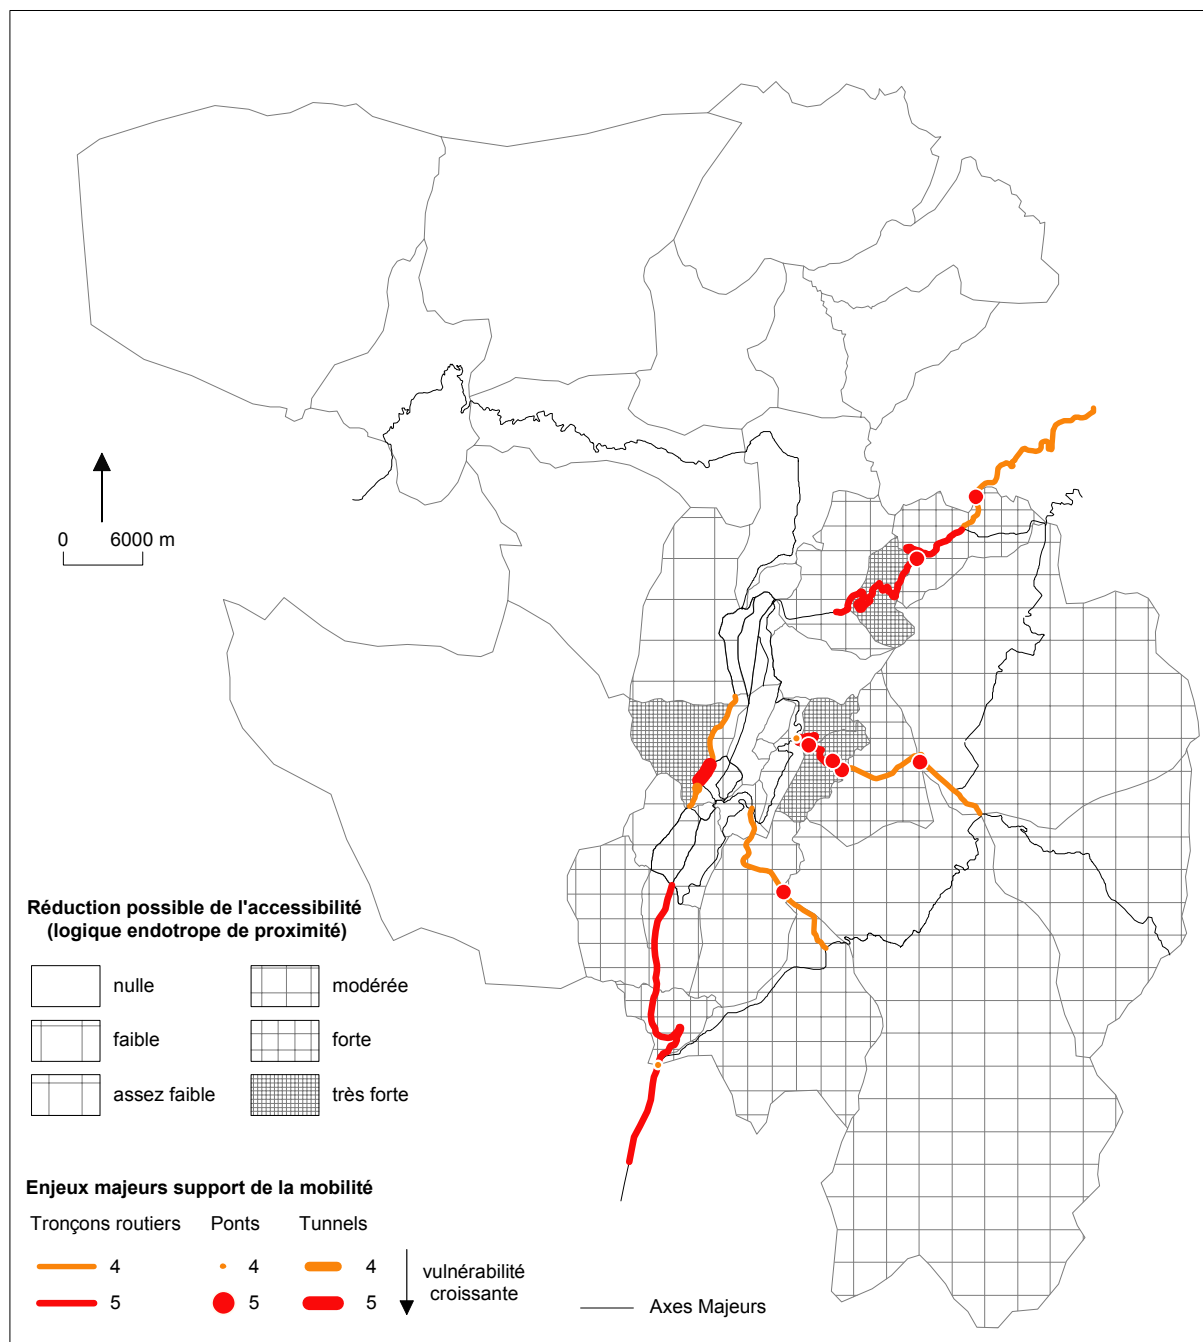 0 6000 m
Réduction possible de l'accessibilité
(logique endotrope de proximité)
nulle modérée
faible forte
assez faible très forte
Enjeux majeurs support de la mobilité
Tronçons routiers Ponts Tunnels
4 4 4
5 5 5
vulnérabilité
croissante
Axes Majeurs